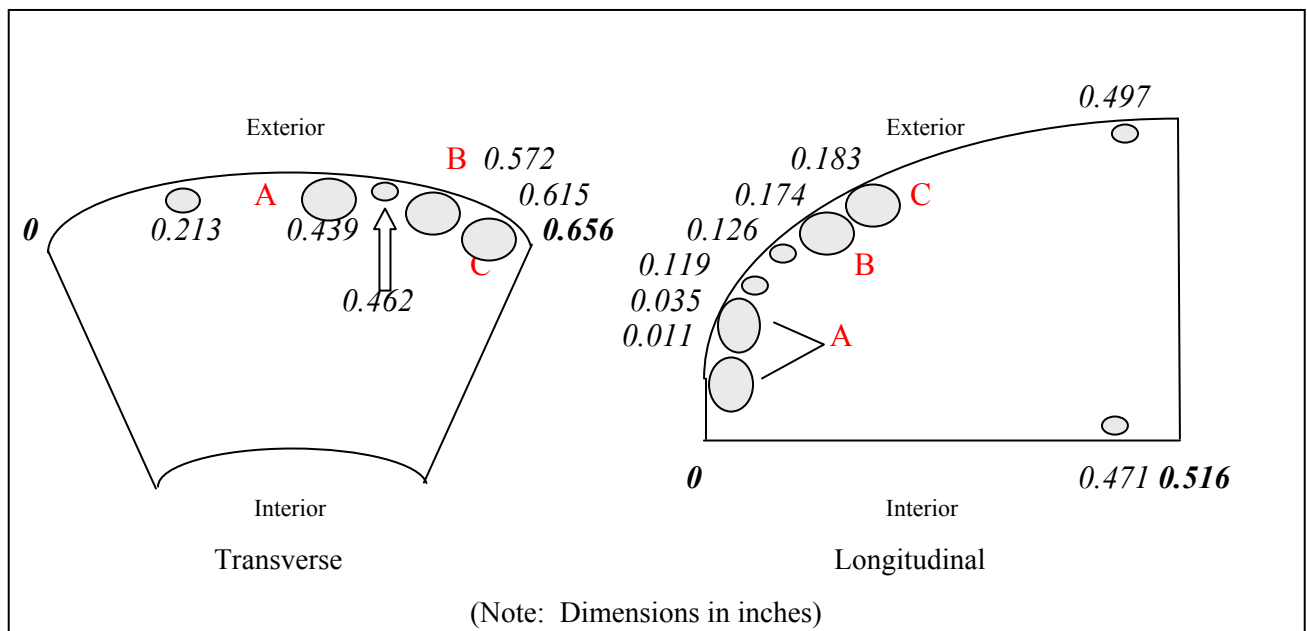 Exterior
B 0.572
0.615
A
0 0.213 0.439 0.656
C
0.462
Interior
Transverse
0.497
Exterior
0.183
0.174 C
0.126
B
0.119
0.035
0.011 A
0 0.471 0.516
Interior
Longitudinal
(Note: Dimensions in inches)